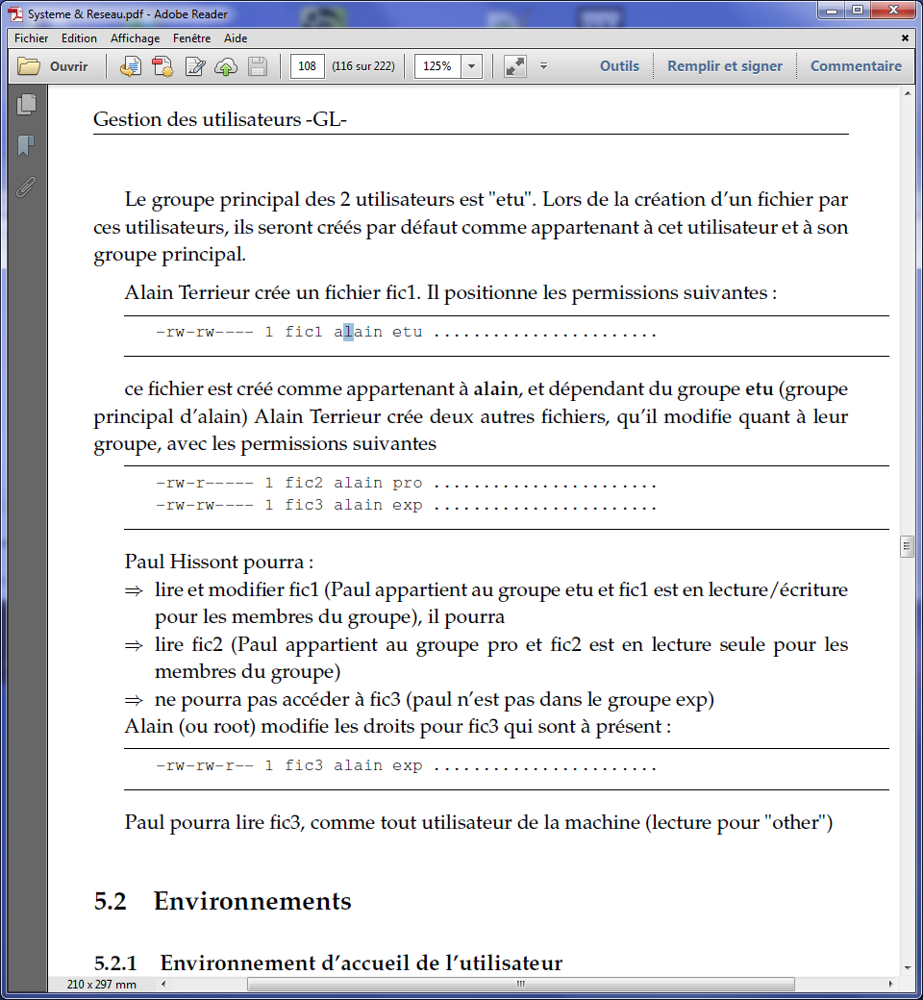 Systeme & Reseau.pdf - Adobe Reader
Fichier Edition Affichage Fenêtre Aide
Ouvrir 108 (116 sur 222) 125% Outils Remplir et signer Commentaire
Gestion des utilisateurs -GL-
Le groupe principal des 2 utilisateurs est "etu". Lors de la création d'un fichier par
ces utilisateurs, ils seront créés par défaut comme appartenant à cet utilisateur et à son
groupe principal.
Alain Terrieur crée un fichier fic1. Il positionne les permissions suivantes :
-rw-rw---- 1 fic1 alain etu .......................
ce fichier est créé comme appartenant à alain, et dépendant du groupe etu (groupe
principal d'alain) Alain Terrieur crée deux autres fichiers, qu'il modifie quant à leur
groupe, avec les permissions suivantes
-rw-r----- 1 fic2 alain pro .......................
-rw-rw---- 1 fic3 alain exp .......................
Paul Hissont pourra :
⇒ lire et modifier fic1 (Paul appartient au groupe etu et fic1 est en lecture/écriture
pour les membres du groupe), il pourra
⇒ lire fic2 (Paul appartient au groupe pro et fic2 est en lecture seule pour les
membres du groupe)
⇒ ne pourra pas accéder à fic3 (paul n'est pas dans le groupe exp)
Alain (ou root) modifie les droits pour fic3 qui sont à présent :
-rw-rw-r-- 1 fic3 alain exp .......................
Paul pourra lire fic3, comme tout utilisateur de la machine (lecture pour "other")
5.2 Environnements
5.2.1 Environnement d'accueil de l'utilisateur
210 x 297 mm